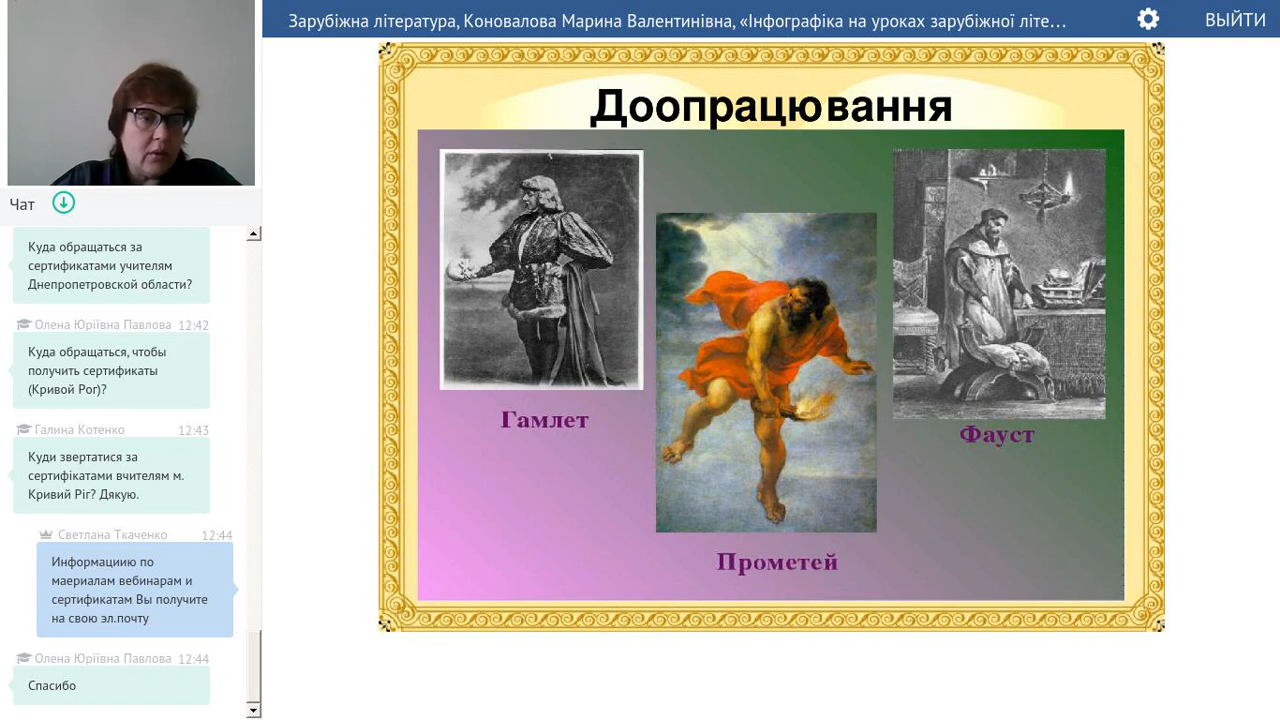 Зарубіжна література, Коновалова Марина Валентинівна, «Інфографіка на уроках зарубіжної літе...
ВЫЙТИ
Чат
Куда обращаться за
сертификатами учителям
Днепропетровской области?
Олена Юріївна Павлова 12:42
Куда обращаться, чтобы
получить сертификаты
(Кривой Рог)?
Галина Котенко 12:43
Куди звертатися за
сертифікатами вчителям м.
Кривий Ріг? Дякую.
Светлана Ткаченко 12:44
Информациию по
маериалам вебинарам и
сертификатам Вы получите
на свою эл.почту
Олена Юріївна Павлова 12:44
Спасибо
Доопрацювання
Гамлет
Фауст
Прометей